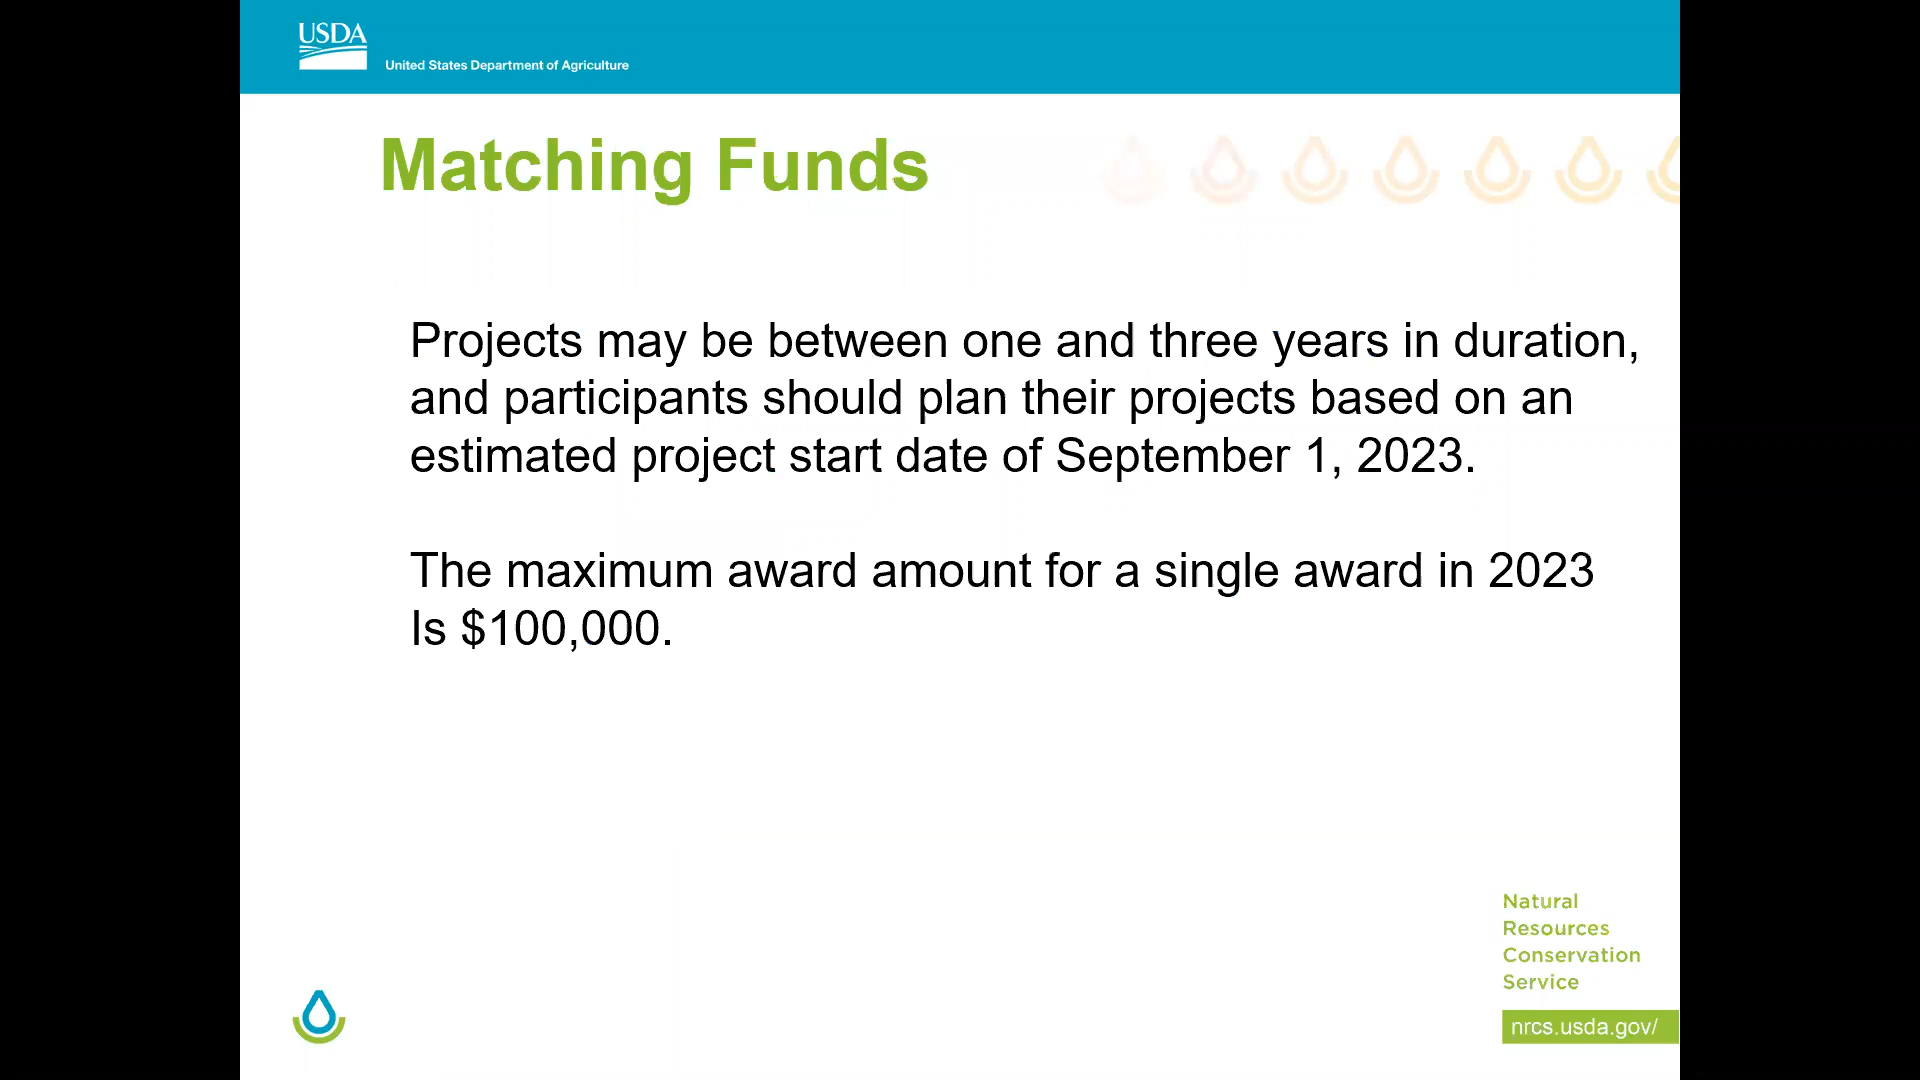 USDA
United States Department of Agriculture
Matching Funds
Projects may be between one and three years in duration,
and participants should plan their projects based on an
estimated project start date of September 1, 2023.
The maximum award amount for a single award in 2023
Is $100,000.
Natural
Resources
Conservation
Service
nrcs.usda.gov/